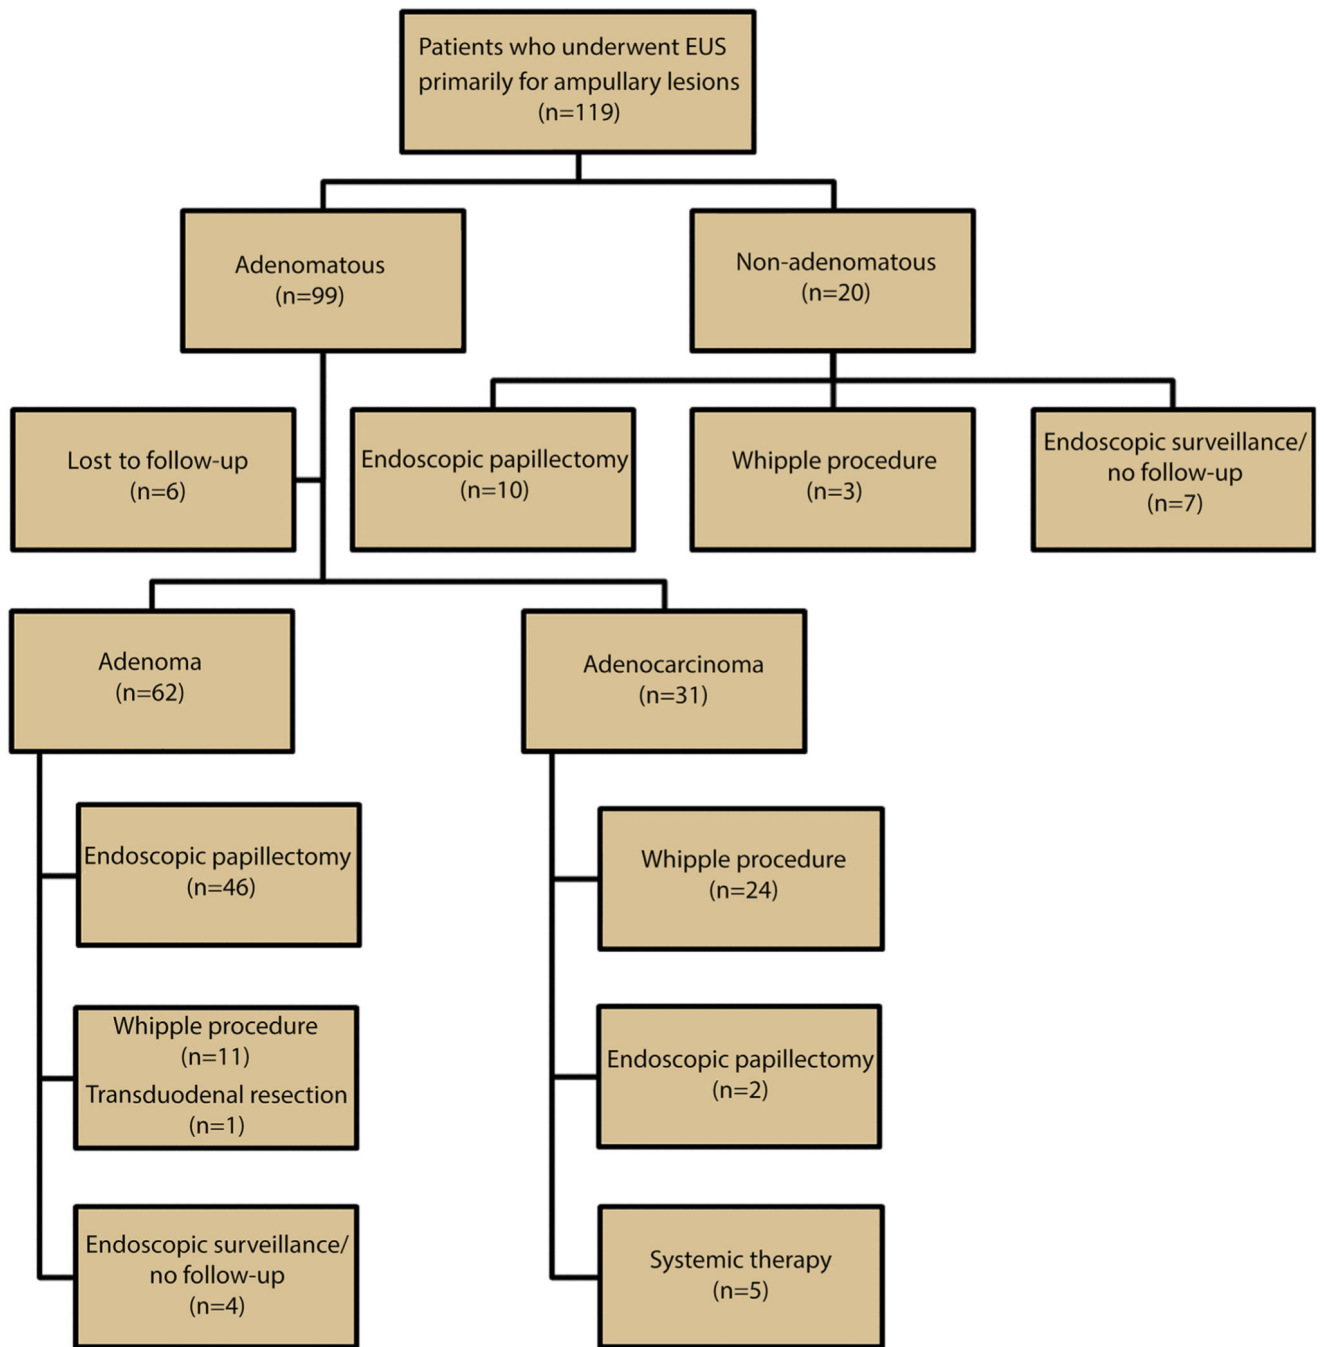 Patients who underwent EUS
primarily for ampullary lesions
(n=119)
Adenomatous
(n=99)
Non-adenomatous
(n=20)
Lost to follow-up
(n=6)
Endoscopic papillectomy
(n=10)
Whipple procedure
(n=3)
Endoscopic surveillance/
no follow-up
(n=7)
Adenoma
(n=62)
Adenocarcinoma
(n=31)
Endoscopic papillectomy
(n=46)
Whipple procedure
(n=11)
Transduodenal resection
(n=1)
Endoscopic surveillance/
no follow-up
(n=4)
Whipple procedure
(n=24)
Endoscopic papillectomy
(n=2)
Systemic therapy
(n=5)